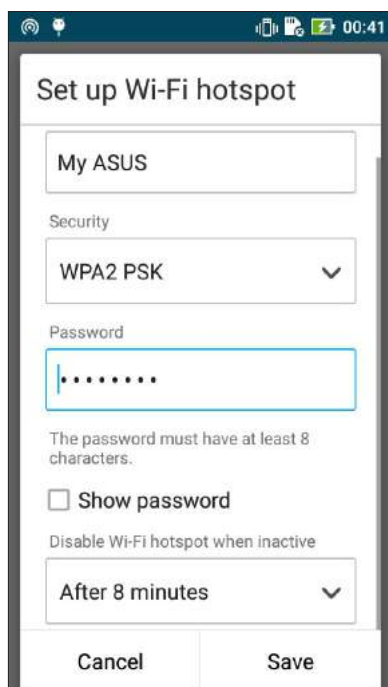 00:41
Set up Wi-Fi hotspot
My ASUS
Security
WPA2 PSK
Password
••••••••
The password must have at least 8
characters.
Show password
Disable Wi-Fi hotspot when inactive
After 8 minutes
Cancel Save